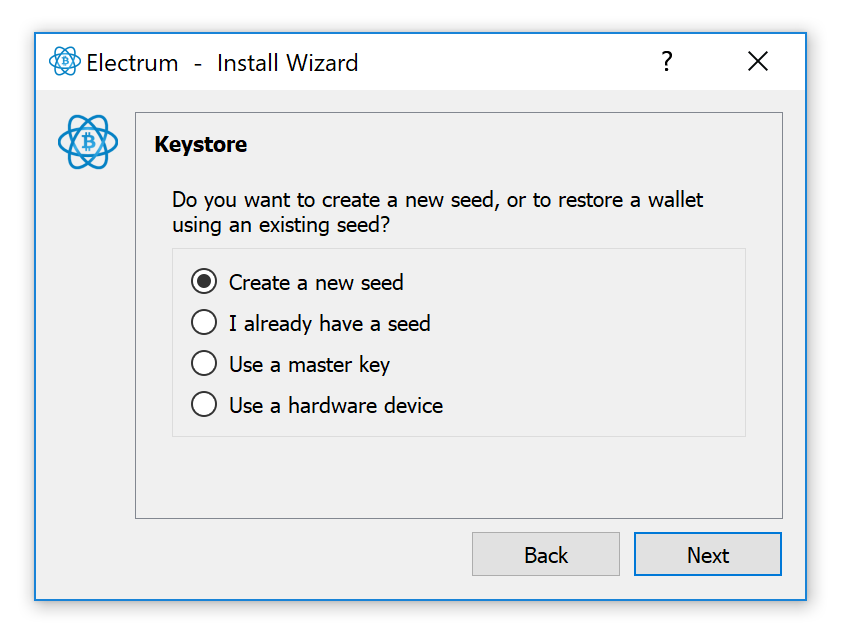 Electrum - Install Wizard
?
Keystore
Do you want to create a new seed, or to restore a wallet
using an existing seed?
Create a new seed
I already have a seed
Use a master key
Use a hardware device
Back
Next